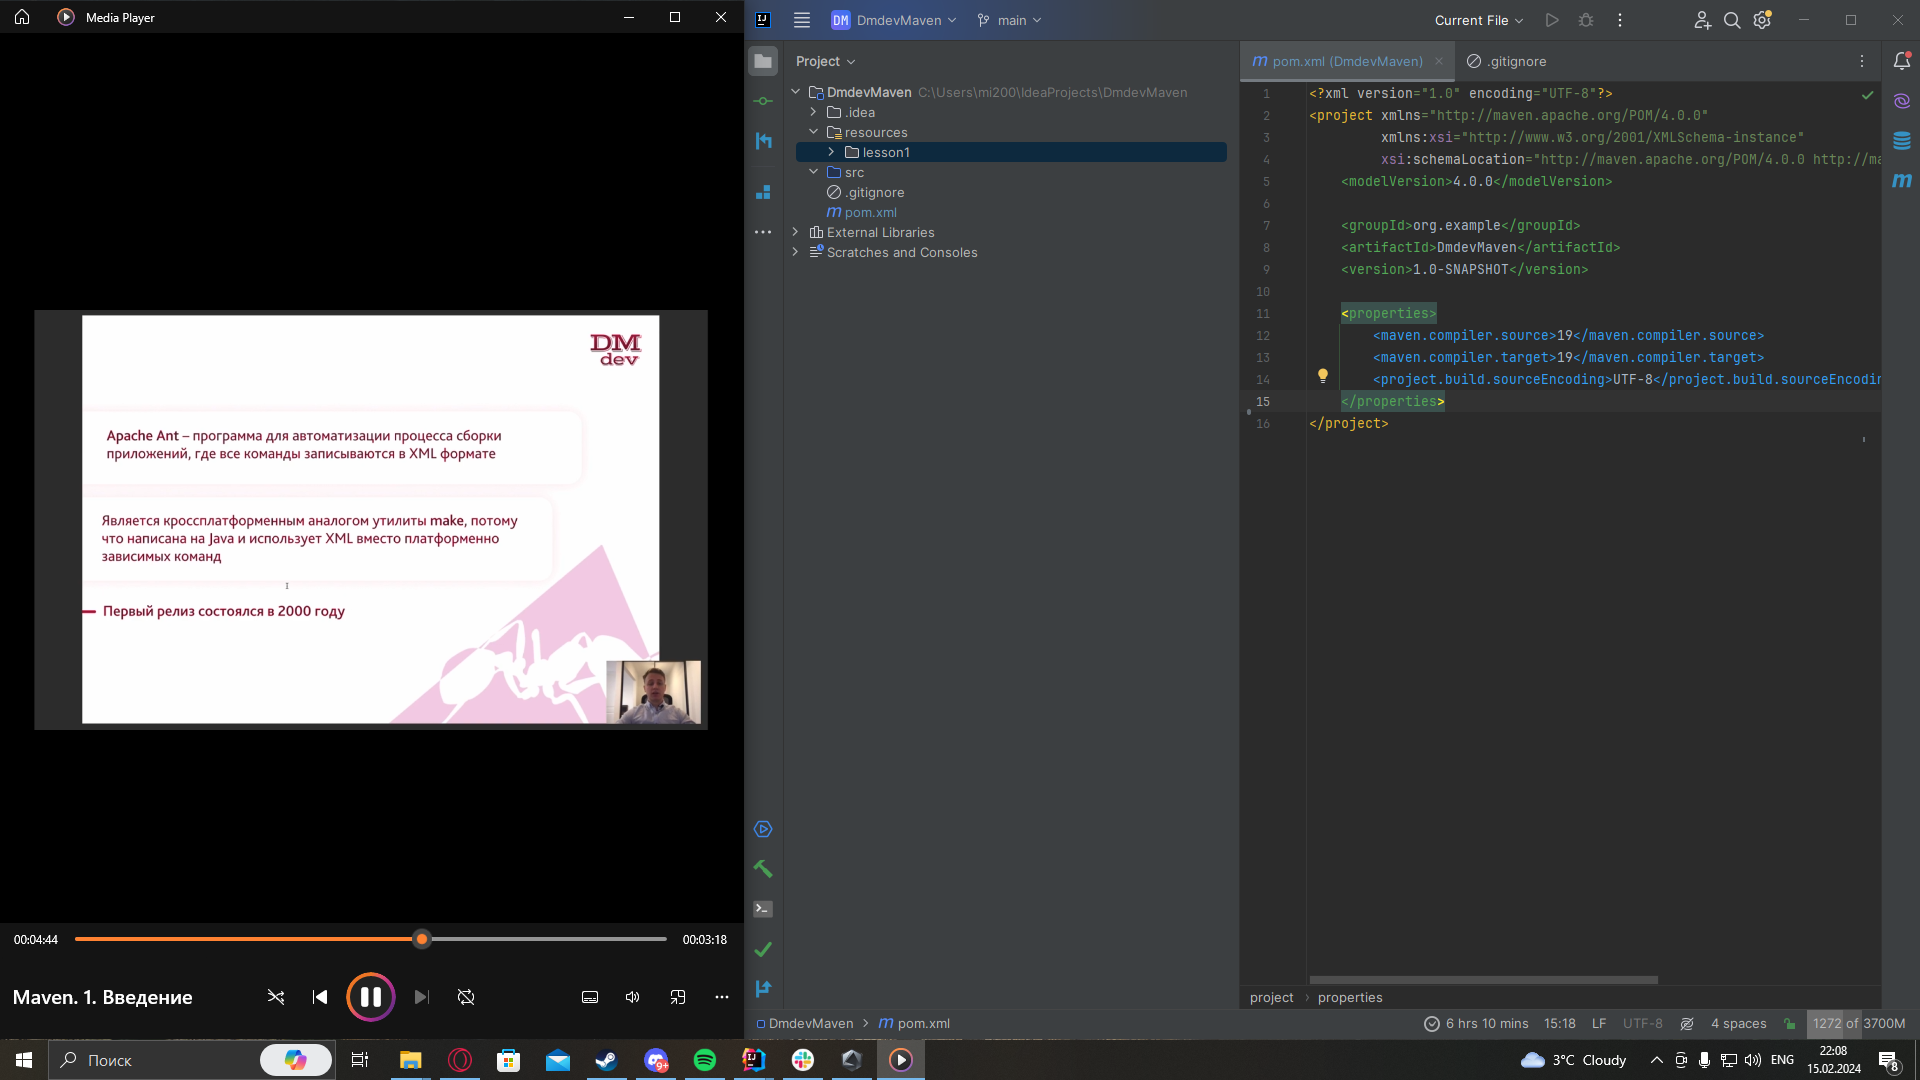 Media Player
DM
dev
Apache Ant – программа для автоматизации процесса сборки
приложений, где все команды записываются в XML формате
Является кроссплатформенным аналогом утилиты make, потому
что написана на Java и использует XML вместо платформенно
зависимых команд
Первый релиз состоялся в 2000 году
00:04:44
00:03:18
Maven. 1. Введение
DM DmdevMaven main
Current File
Project
DmdevMaven C:\Users\mi200\IdeaProjects\DmdevMaven
.idea
resources
lesson1
src
.gitignore
pom.xml
External Libraries
Scratches and Consoles
pom.xml (DmdevMaven) .gitignore
1 <?xml version="1.0" encoding="UTF-8"?>
2 <project xmlns="http://maven.apache.org/POM/4.0.0"
3 xmlns:xsi="http://www.w3.org/2001/XMLSchema-instance"
4 xsi:schemaLocation="http://maven.apache.org/POM/4.0.0 http://ma
5 <modelVersion>4.0.0</modelVersion>
6
7 <groupId>org.example</groupId>
8 <artifactId>DmdevMaven</artifactId>
9 <version>1.0-SNAPSHOT</version>
10
11 <properties>
12 <maven.compiler.source>19</maven.compiler.source>
13 <maven.compiler.target>19</maven.compiler.target>
14 <project.build.sourceEncoding>UTF-8</project.build.sourceEncodin
15 </properties>
16 </project>
project > properties
DmdevMaven > pom.xml
6 hrs 10 mins 15:18 LF UTF-8 4 spaces 1272 of 3700M
Поиск
9+
3°C Cloudy
ENG
22:08
15.02.2024
8